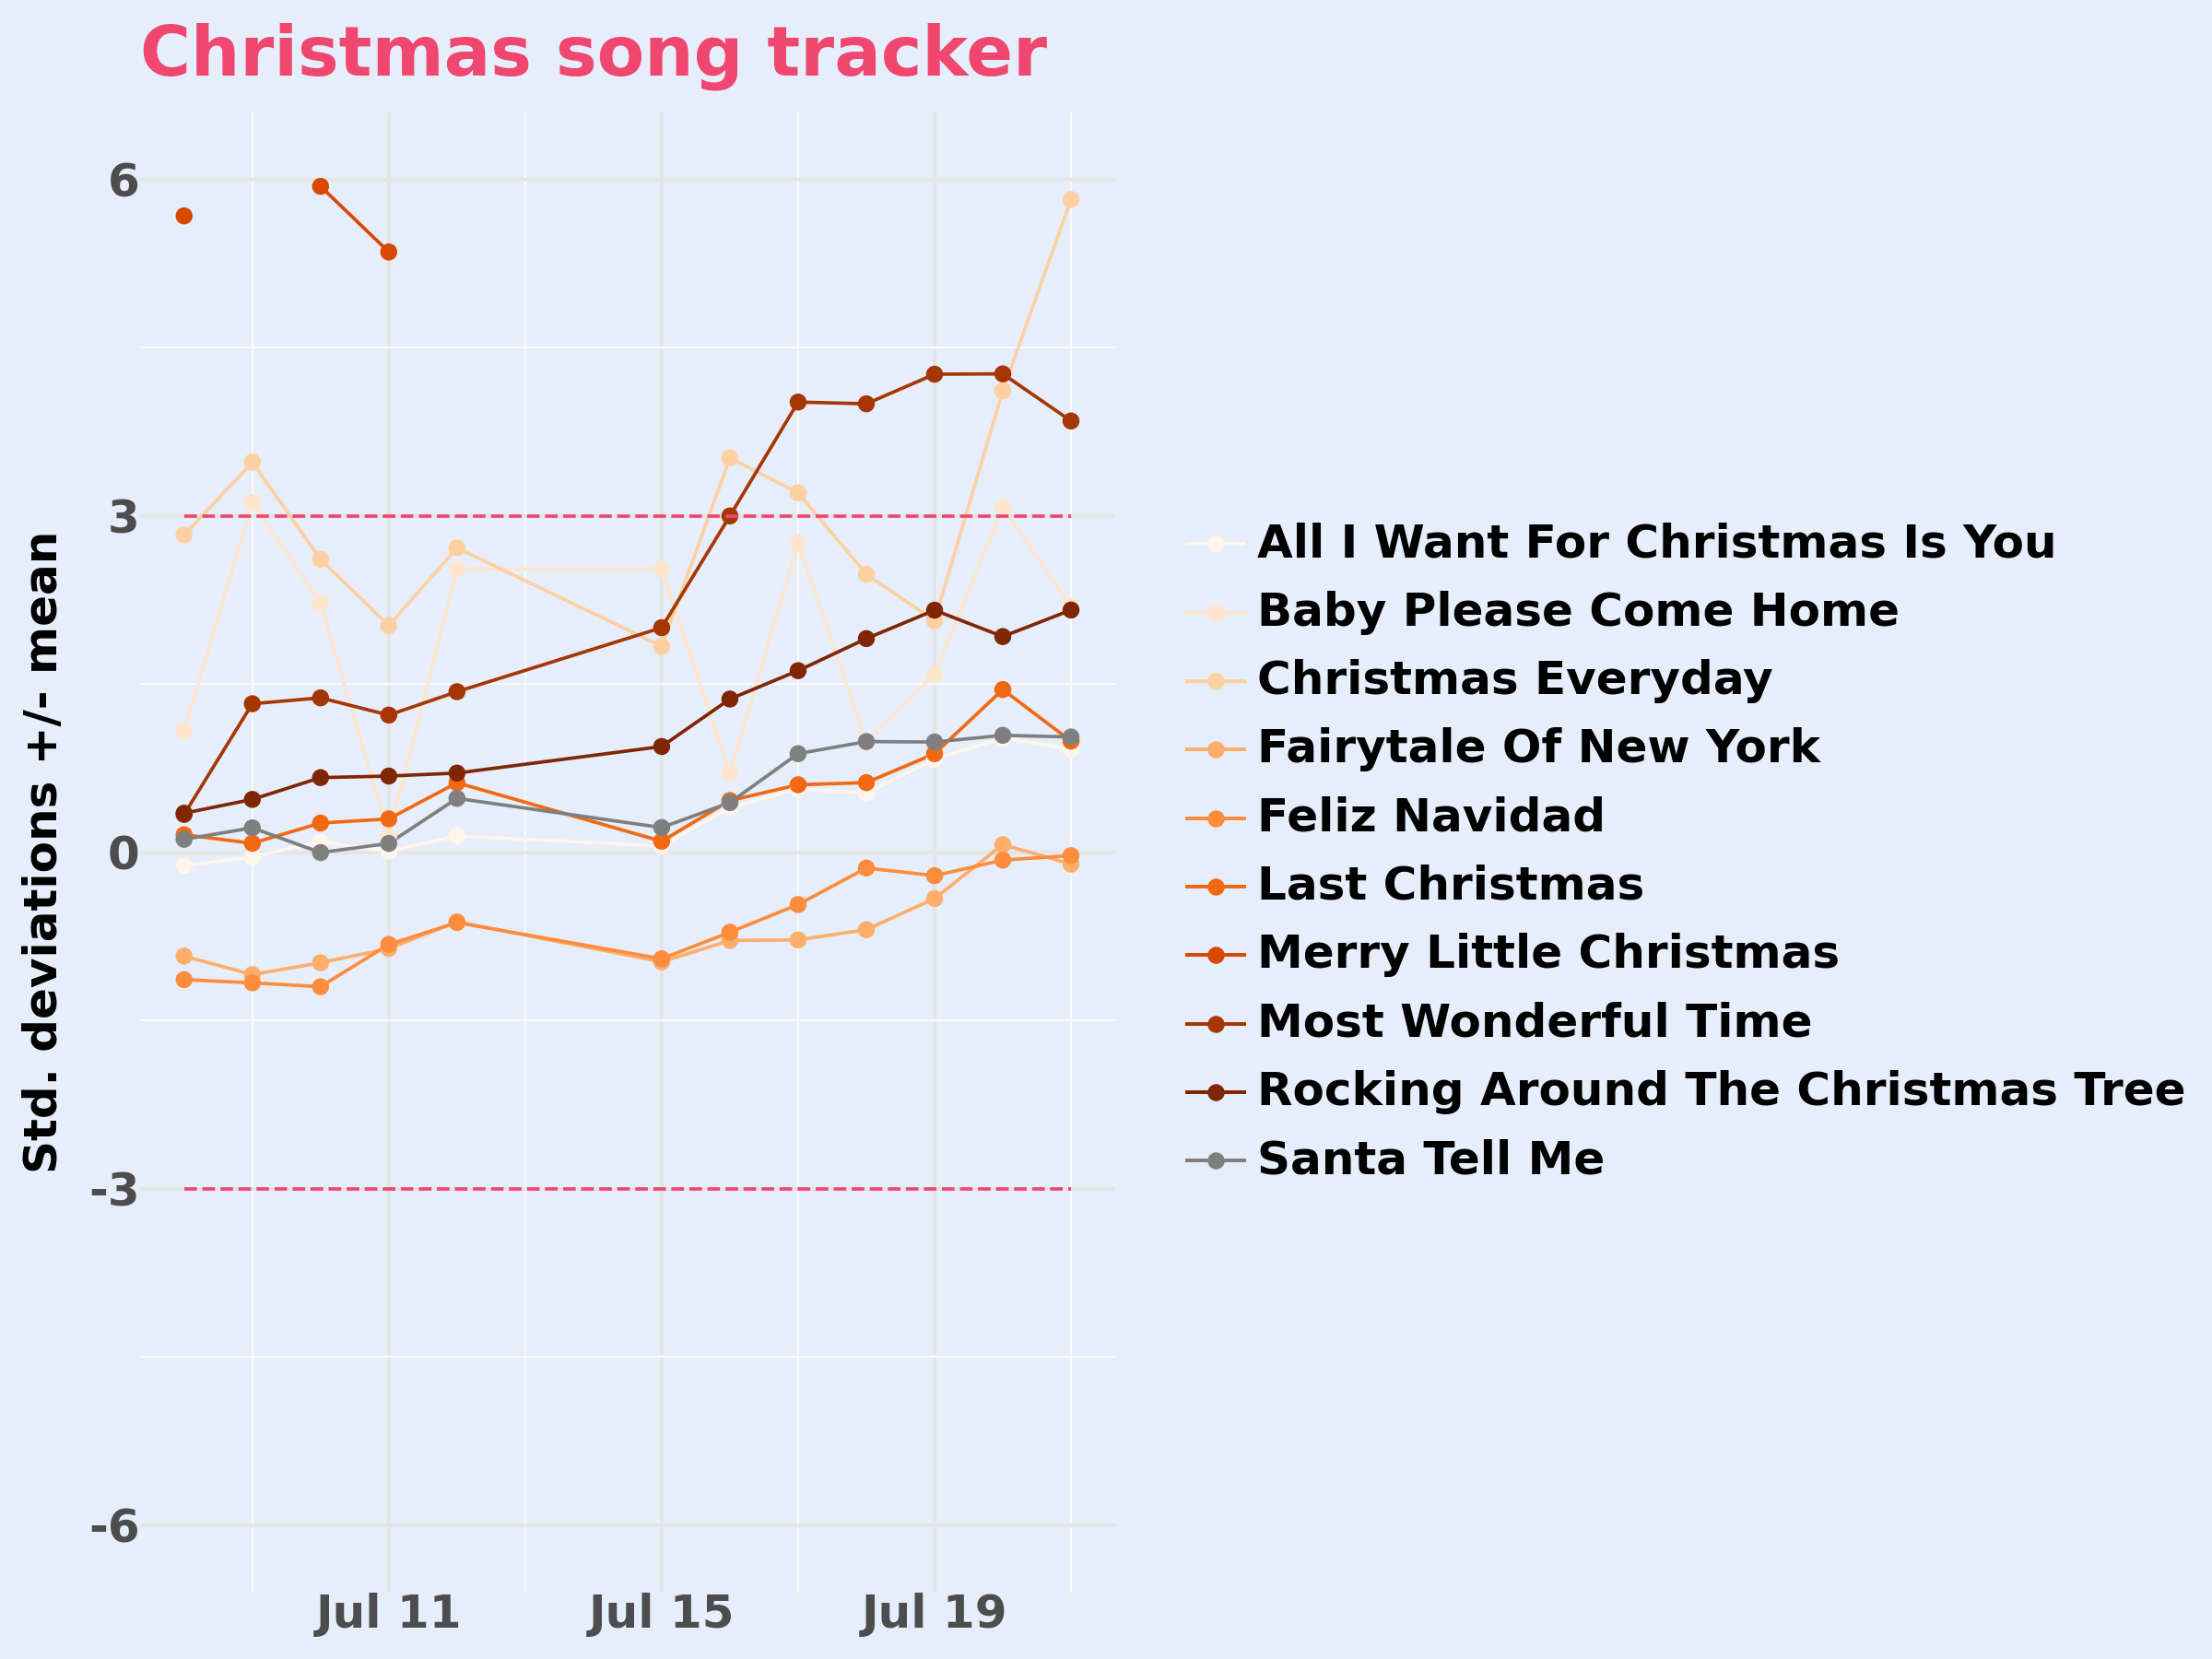 Christmas song tracker
Std. deviations +/- mean
6
3
0
-3
-6
Jul 11
Jul 15
Jul 19
All I Want For Christmas Is You
Baby Please Come Home
Christmas Everyday
Fairytale Of New York
Feliz Navidad
Last Christmas
Merry Little Christmas
Most Wonderful Time
Rocking Around The Christmas Tree
Santa Tell Me